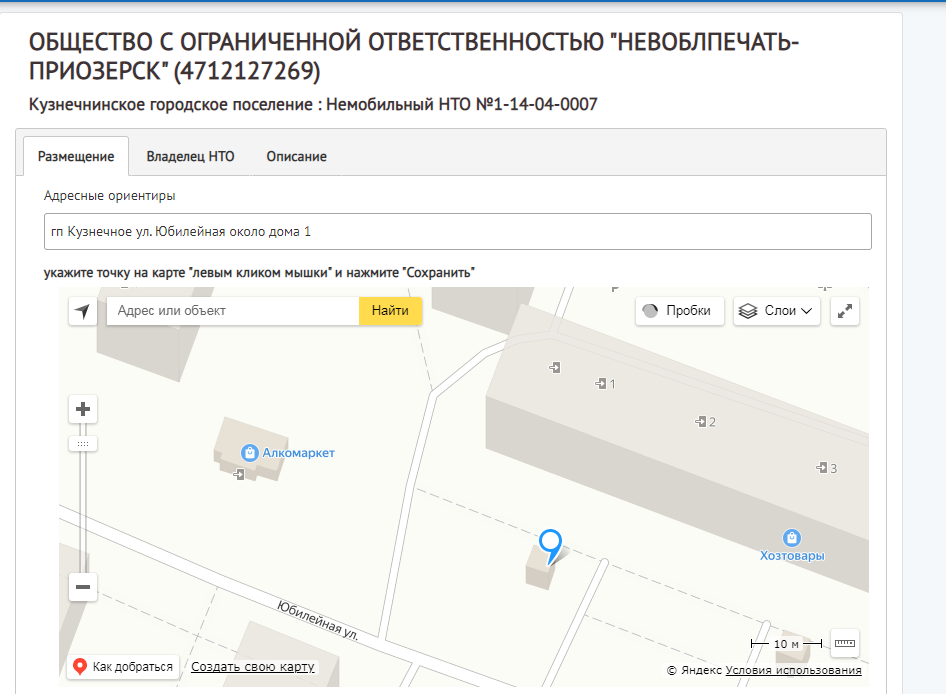 ОБЩЕСТВО С ОГРАНИЧЕННОЙ ОТВЕТСТВЕННОСТЬЮ "НЕВОБЛПЕЧАТЬ-
ПРИОЗЕРСК" (4712127269)
Кузнечнинское городское поселение : Немобильный НТО №1-14-04-0007
Размещение Владелец НТО Описание
Адресные ориентиры
гп Кузнечное ул. Юбилейная около дома 1
укажите точку на карте "левым кликом мышки" и нажмите "Сохранить"
Адрес или объект Найти Пробки Слои
1
2
Алкомаркет
3
Хозтовары
Юбилейная ул.
10 м
Как добраться Создать свою карту © Яндекс Условия использования